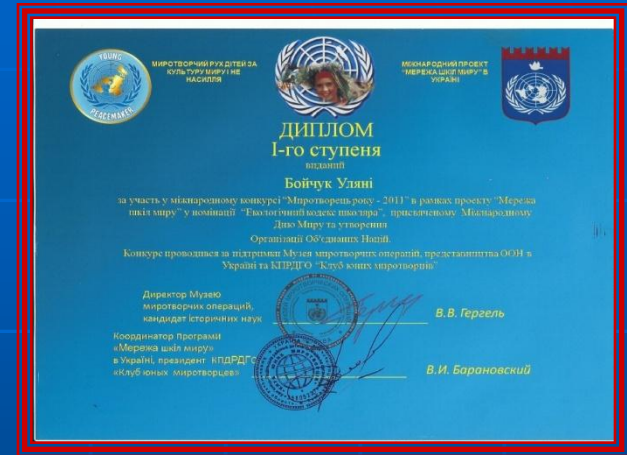 YOUNG
PEACEMAKER
МИРОТВОРЧИЙ РУХ ДІТЕЙ ЗА
КУЛЬТУРУ МИРУ І НЕ
НАСИЛЛЯ
МІЖНАРОДНИЙ ПРОЕКТ
"МЕРЕЖА ШКІЛ МИРУ" В
УКРАЇНІ
ДИПЛОМ
І-го ступеня
виданий
Бойчук Уляні
за участь у міжнародному конкурсі "Миротворець року - 2011" в рамках проекту "Мережа
шкіл миру" у номінації "Екологічний кодекс школяра", присвяченому Міжнародному
Дню Миру та утворення
Організації Об'єднаних Націй.
Конкурс проводився за підтримки Музея миротворчих операцій, представництва ООН в
Україні та КПРДГО "Клуб юних миротворців"
Директор Музею
миротворчих операцій,
кандидат історичних наук
В.В. Гергель
Координатор Програми
«Мережа шкіл миру»
в Україні, президент КПДРДГО
«Клуб юных миротворцев»
В.И. Барановский